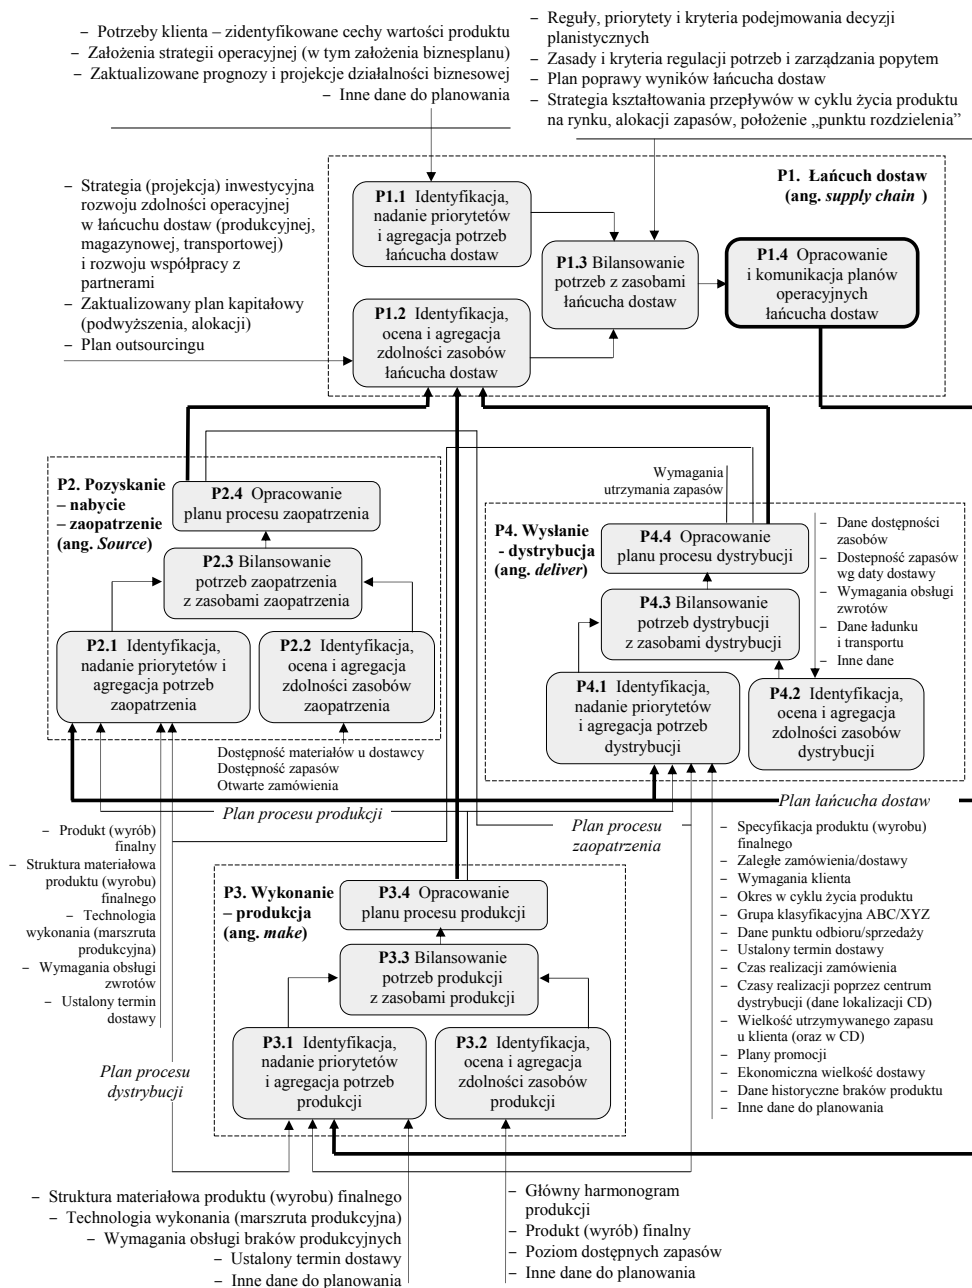 – Potrzeby klienta – zidentyfikowane cechy wartości produktu
– Założenia strategii operacyjnej (w tym założenia biznesplanu)
– Zaktualizowane prognozy i projekcje działalności biznesowej
– Inne dane do planowania
– Reguły, priorytety i kryteria podejmowania decyzji
planistycznych
– Zasady i kryteria regulacji potrzeb i zarządzania popytem
– Plan poprawy wyników łańcucha dostaw
– Strategia kształtowania przepływów w cyklu życia produktu
na rynku, alokacji zapasów, położenie „punktu rozdzielenia”
– Strategia (projekcja) inwestycyjna
rozwoju zdolności operacyjnej
w łańcuchu dostaw (produkcyjnej,
magazynowej, transportowej)
i rozwoju współpracy z
partnerami
– Zaktualizowany plan kapitałowy
(podwyższenia, alokacji)
– Plan outsourcingu
P1. Łańcuch dostaw
(ang. supply chain )
P1.1 Identyfikacja,
nadanie priorytetów
i agregacja potrzeb
łańcucha dostaw
P1.2 Identyfikacja,
ocena i agregacja
zdolności zasobów
łańcucha dostaw
P1.3 Bilansowanie
potrzeb z zasobami
łańcucha dostaw
P1.4 Opracowanie
i komunikacja planów
operacyjnych
łańcucha dostaw
P2. Pozyskanie
– nabycie
– zaopatrzenie
(ang. Source)
P2.4 Opracowanie
planu procesu zaopatrzenia
P2.3 Bilansowanie
potrzeb zaopatrzenia
z zasobami zaopatrzenia
P2.1 Identyfikacja,
nadanie priorytetów i
agregacja potrzeb
zaopatrzenia
P2.2 Identyfikacja,
ocena i agregacja
zdolności zasobów
zaopatrzenia
Dostępność materiałów u dostawcy
Dostępność zapasów
Otwarte zamówienia
Wymagania
utrzymania zapasów
P4. Wysłanie
- dystrybucja
(ang. deliver)
P4.4 Opracowanie
planu procesu dystrybucji
P4.3 Bilansowanie
potrzeb dystrybucji
z zasobami dystrybucji
P4.1 Identyfikacja,
nadanie priorytetów
i agregacja potrzeb
dystrybucji
P4.2 Identyfikacja,
ocena i agregacja
zdolności zasobów
dystrybucji
– Dane dostępności
zasobów
– Dostepność zapasów
wg daty dostawy
– Wymagania obsługi
zwrotów
– Dane ładunku
i transportu
– Inne dane
Plan łańcucha dostaw
Plan procesu produkcji
Plan procesu
zaopatrzenia
– Produkt (wyrób)
finalny
– Struktura materiałowa
produktu (wyrobu)
finalnego
– Technologia
wykonania (marszruta
produkcyjna)
– Wymagania obsługi
zwrotów
– Ustalony termin
dostawy
Plan procesu
dystrybucji
P3. Wykonanie
– produkcja
(ang. make)
P3.4 Opracowanie
planu procesu produkcji
P3.3 Bilansowanie
potrzeb produkcji
z zasobami produkcji
P3.1 Identyfikacja,
nadanie priorytetów
i agregacja potrzeb
produkcji
P3.2 Identyfikacja,
ocena i agregacja
zdolności zasobów
produkcji
– Specyfikacja produktu (wyrobu)
finalnego
– Zaległe zamówienia/dostawy
– Wymagania klienta
– Okres w cyklu życia produktu
– Grupa klasyfikacyjna ABC/XYZ
– Dane punktu odbioru/sprzedaży
– Ustalony termin dostawy
– Czas realizacji zamówienia
– Czasy realizacji poprzez centrum
dystrybucji (dane lokalizacji CD)
– Wielkość utrzymywanego zapasu
u klienta (oraz w CD)
– Plany promocji
– Ekonomiczna wielkość dostawy
– Dane historyczne braków produktu
– Inne dane do planowania
– Struktura materiałowa produktu (wyrobu) finalnego
– Technologia wykonania (marszruta produkcyjna)
– Wymagania obsługi braków produkcyjnych
– Ustalony termin dostawy
– Inne dane do planowania
– Główny harmonogram
produkcji
– Produkt (wyrób) finalny
– Poziom dostępnych zapasów
– Inne dane do planowania